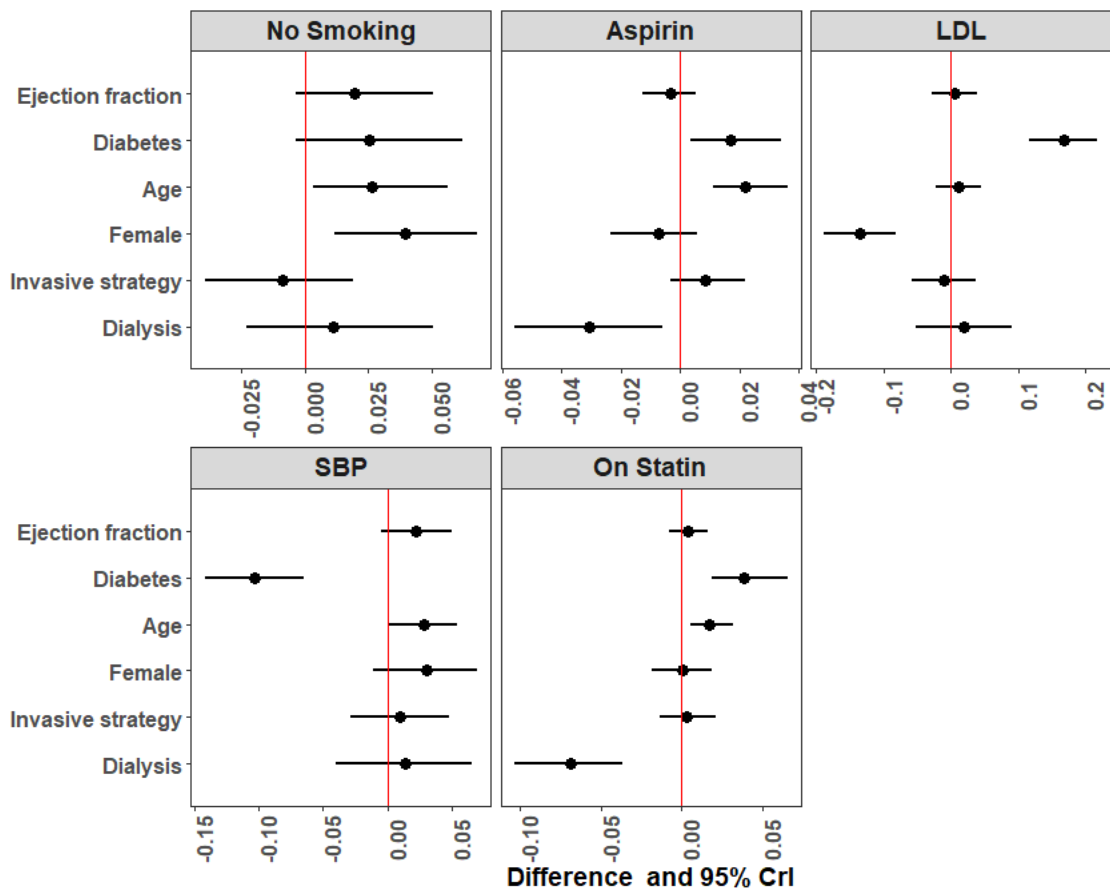 No Smoking Aspirin LDL
Ejection fraction
Diabetes
Age
Female
Invasive strategy
Dialysis
-0.025 0.000 0.025 0.050 -0.06 -0.04 -0.02 0.00 0.02 0.04 -0.2 -0.1 0.0 0.1 0.2
SBP On Statin
Ejection fraction
Diabetes
Age
Female
Invasive strategy
Dialysis
-0.15 -0.10 -0.05 0.00 0.05 -0.10 -0.05 0.00 0.05
Difference and 95% CrI